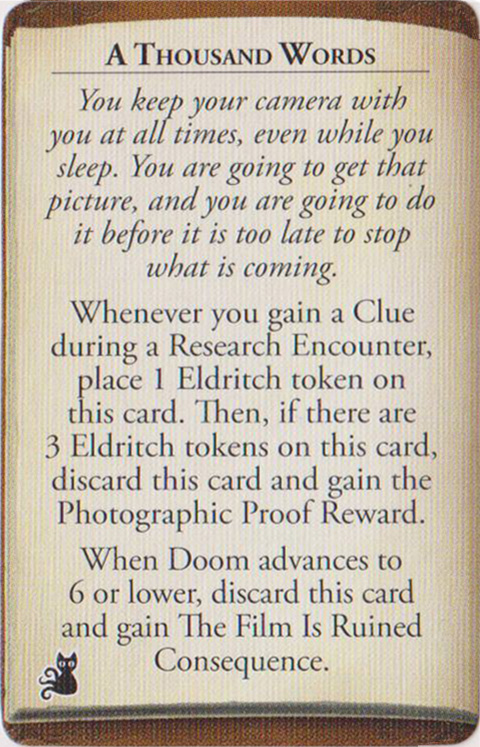 A Thousand Words
You keep your camera with
you at all times, even while you
sleep. You are going to get that
picture, and you are going to do
it before it is too late to stop
what is coming.
Whenever you gain a Clue
during a Research Encounter,
place 1 Eldritch token on
this card. Then, if there are
3 Eldritch tokens on this card,
discard this card and gain the
Photographic Proof Reward.
When Doom advances to
6 or lower, discard this card
and gain The Film Is Ruined
Consequence.